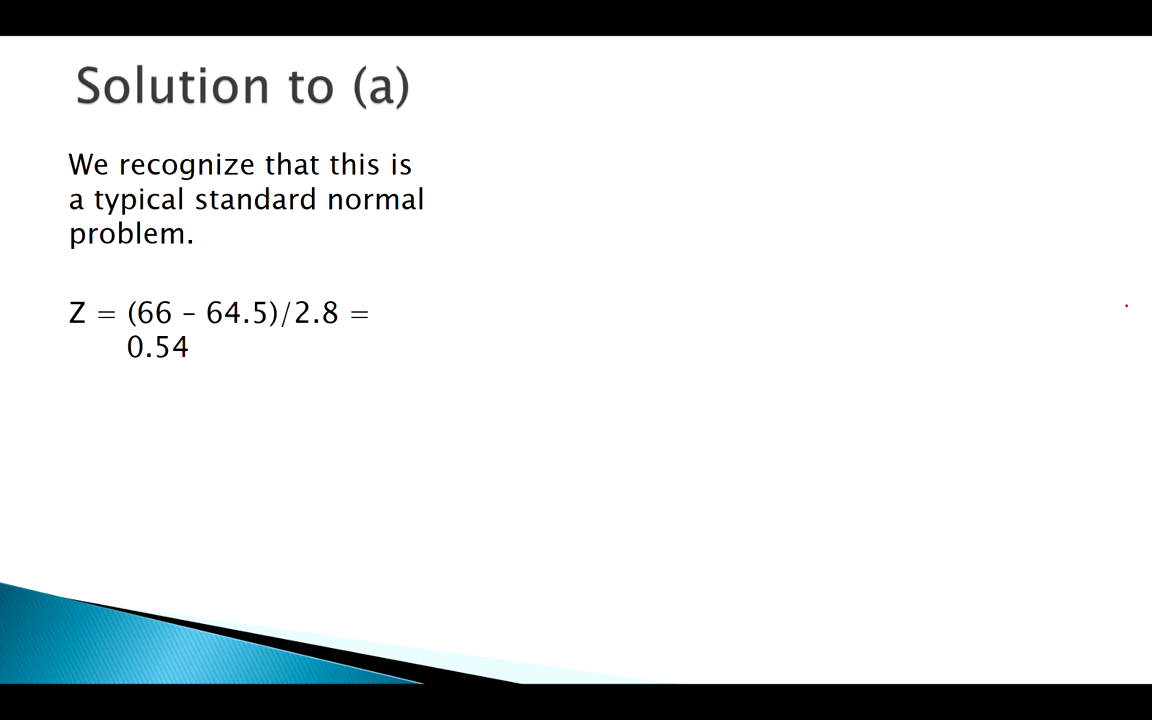 Solution to (a)
We recognize that this is
a typical standard normal
problem.
Z = (66 – 64.5)/2.8 =
0.54